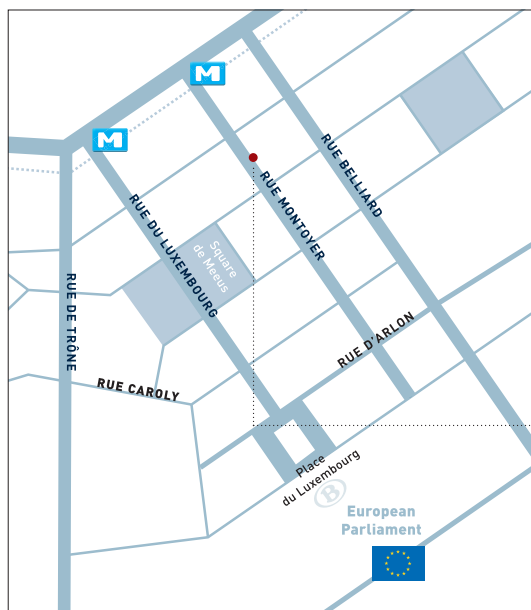 M
M
RUE BELLIARD
RUE MONTOYER
RUE DU LUXEMBOURG
Square
de Meeus
RUE DE TRÔNE
RUE D'ARLON
RUE CAROLY
Place
du Luxembourg
B
European
Parliament